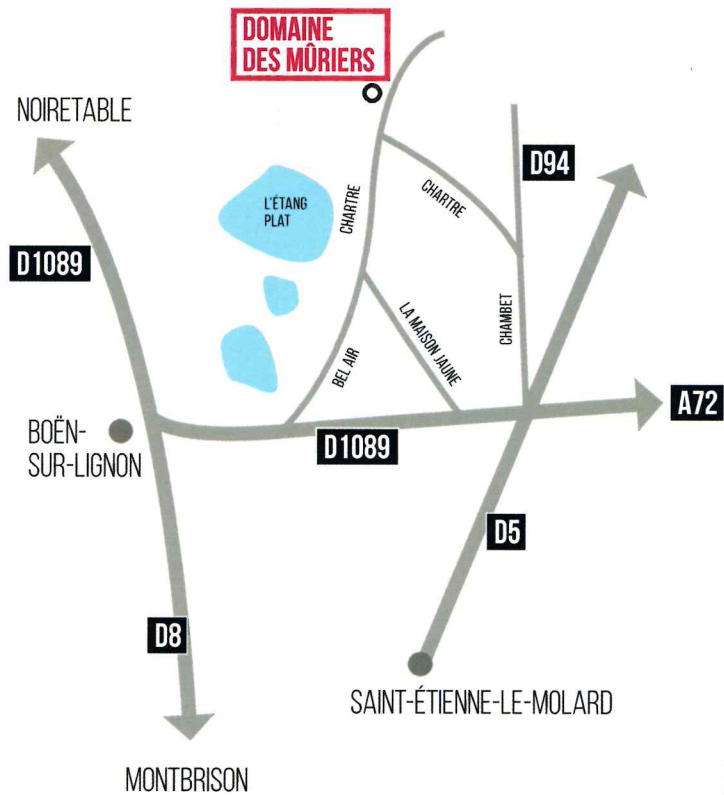 DOMAINE
DES MÛRIERS
NOIRETABLE
D94
CHARTRE
L'ÉTANG
PLAT
CHARTRE
D1089
CHAMBET
LA MAISON JAUNE
BEL AIR
A72
BOËN-
SUR-LIGNON
D1089
D5
D8
SAINT-ÉTIENNE-LE-MOLARD
MONTBRISON